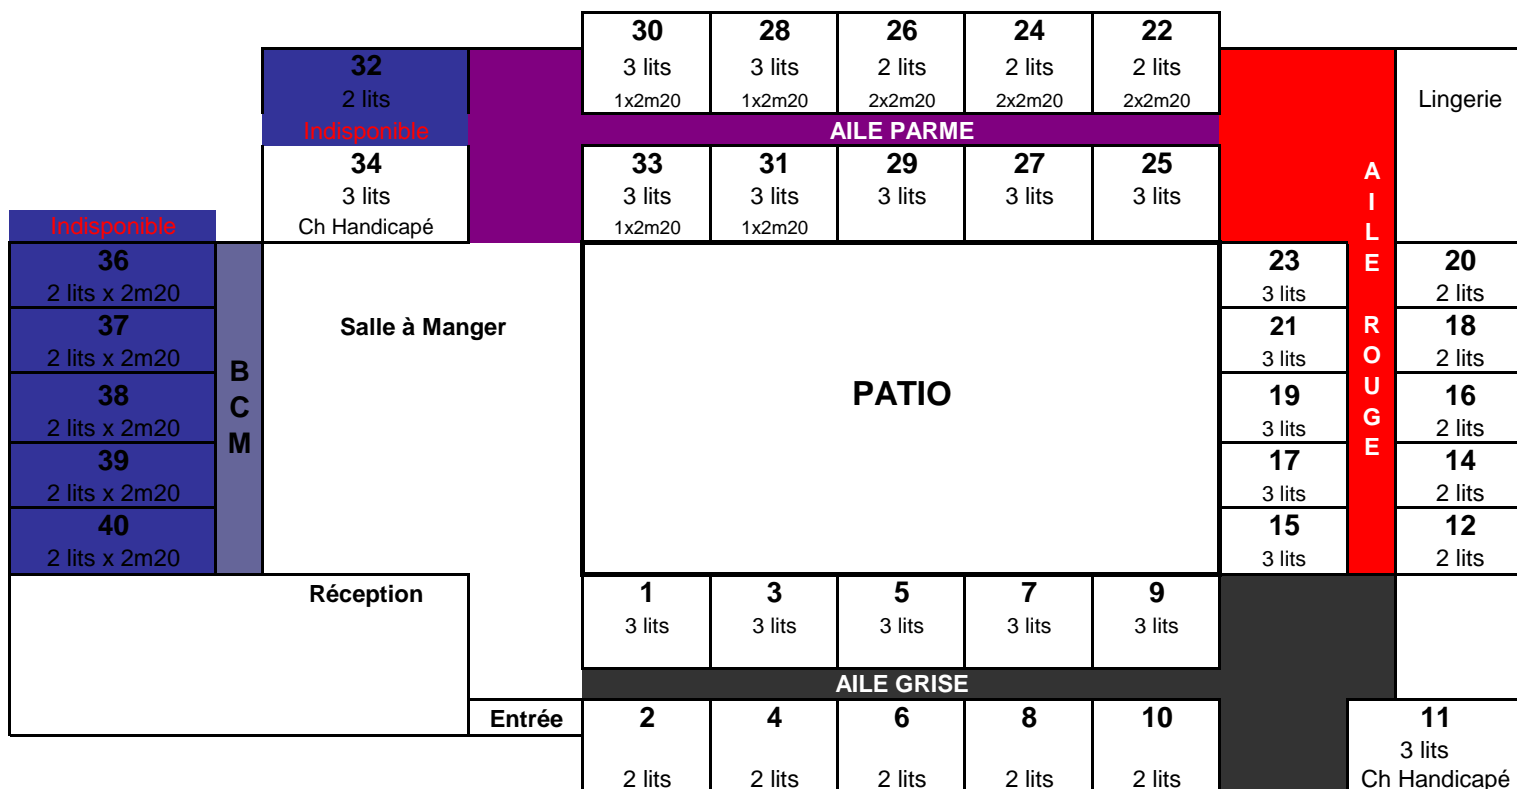 30 28 26 24 22
32 3 lits 3 lits 2 lits 2 lits 2 lits
2 lits 1x2m20 1x2m20 2x2m20 2x2m20 2x2m20 Lingerie
Indisponible AILE PARME
34 33 31 29 27 25
3 lits 3 lits 3 lits 3 lits 3 lits 3 lits
Indisponible Ch Handicapé 1x2m20 1x2m20
AILE ROUGE
36 23 20
2 lits x 2m20 3 lits 2 lits
37 Salle à Manger 21 18
2 lits x 2m20 3 lits 2 lits
BCM
38 PATIO 19 16
2 lits x 2m20 3 lits 2 lits
39 17 14
2 lits x 2m20 3 lits 2 lits
40 15 12
2 lits x 2m20 3 lits 2 lits
Réception 1 3 5 7 9
3 lits 3 lits 3 lits 3 lits 3 lits
AILE GRISE
Entrée 2 4 6 8 10 11
3 lits
2 lits 2 lits 2 lits 2 lits 2 lits Ch Handicapé